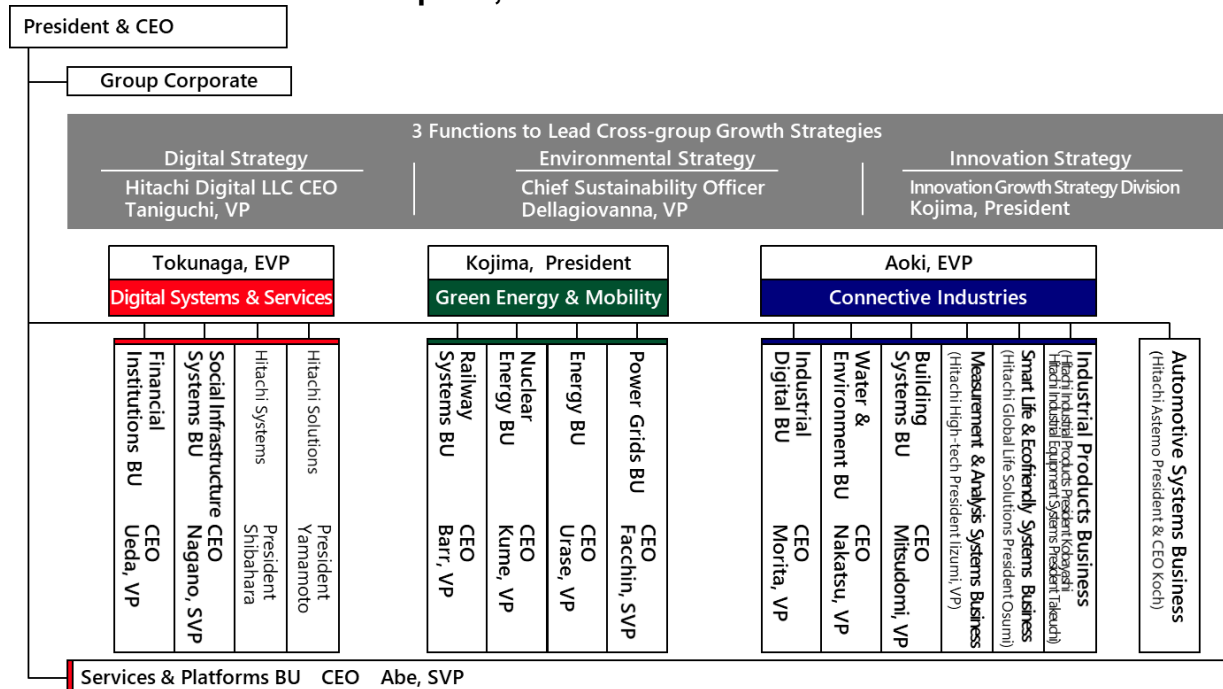 President & CEO
Group Corporate
3 Functions to Lead Cross-group Growth Strategies
Digital Strategy
Hitachi Digital LLC CEO
Taniguchi, VP
Environmental Strategy
Chief Sustainability Officer
Dellagiovanna, VP
Innovation Strategy
Innovation Growth Strategy Division
Kojima, President
Tokunaga, EVP
Digital Systems & Services
Kojima, President
Green Energy & Mobility
Aoki, EVP
Connective Industries
Financial
Institutions BU
CEO
Ueda, VP
Social Infrastructure
Systems BU
CEO
Nagano, SVP
Hitachi Systems
President
Shibahara
Hitachi Solutions
President
Yamamoto
Railway
Systems BU
CEO
Barr, VP
Nuclear
Energy BU
CEO
Kume, VP
Energy BU
CEO
Urase, VP
Power Grids BU
CEO
Facchin, SVP
Industrial
Digital BU
CEO
Morita, VP
Water &
Environment BU
CEO
Nakatsu, VP
Building
Systems BU
CEO
Mitsudomi, VP
Measurement & Analysis Systems Business
(Hitachi High-tech President Iizumi, VP)
Smart Life & Ecofriendly Systems Business
(Hitachi Global Life Solutions President Osumi)
Industrial Products Business
(Hitachi Industrial Products President Kobayashi
Hitachi Industrial Equipment Systems President Takeuchi)
Automotive Systems Business
(Hitachi Astemo President & CEO Koch)
Services & Platforms BU CEO Abe, SVP